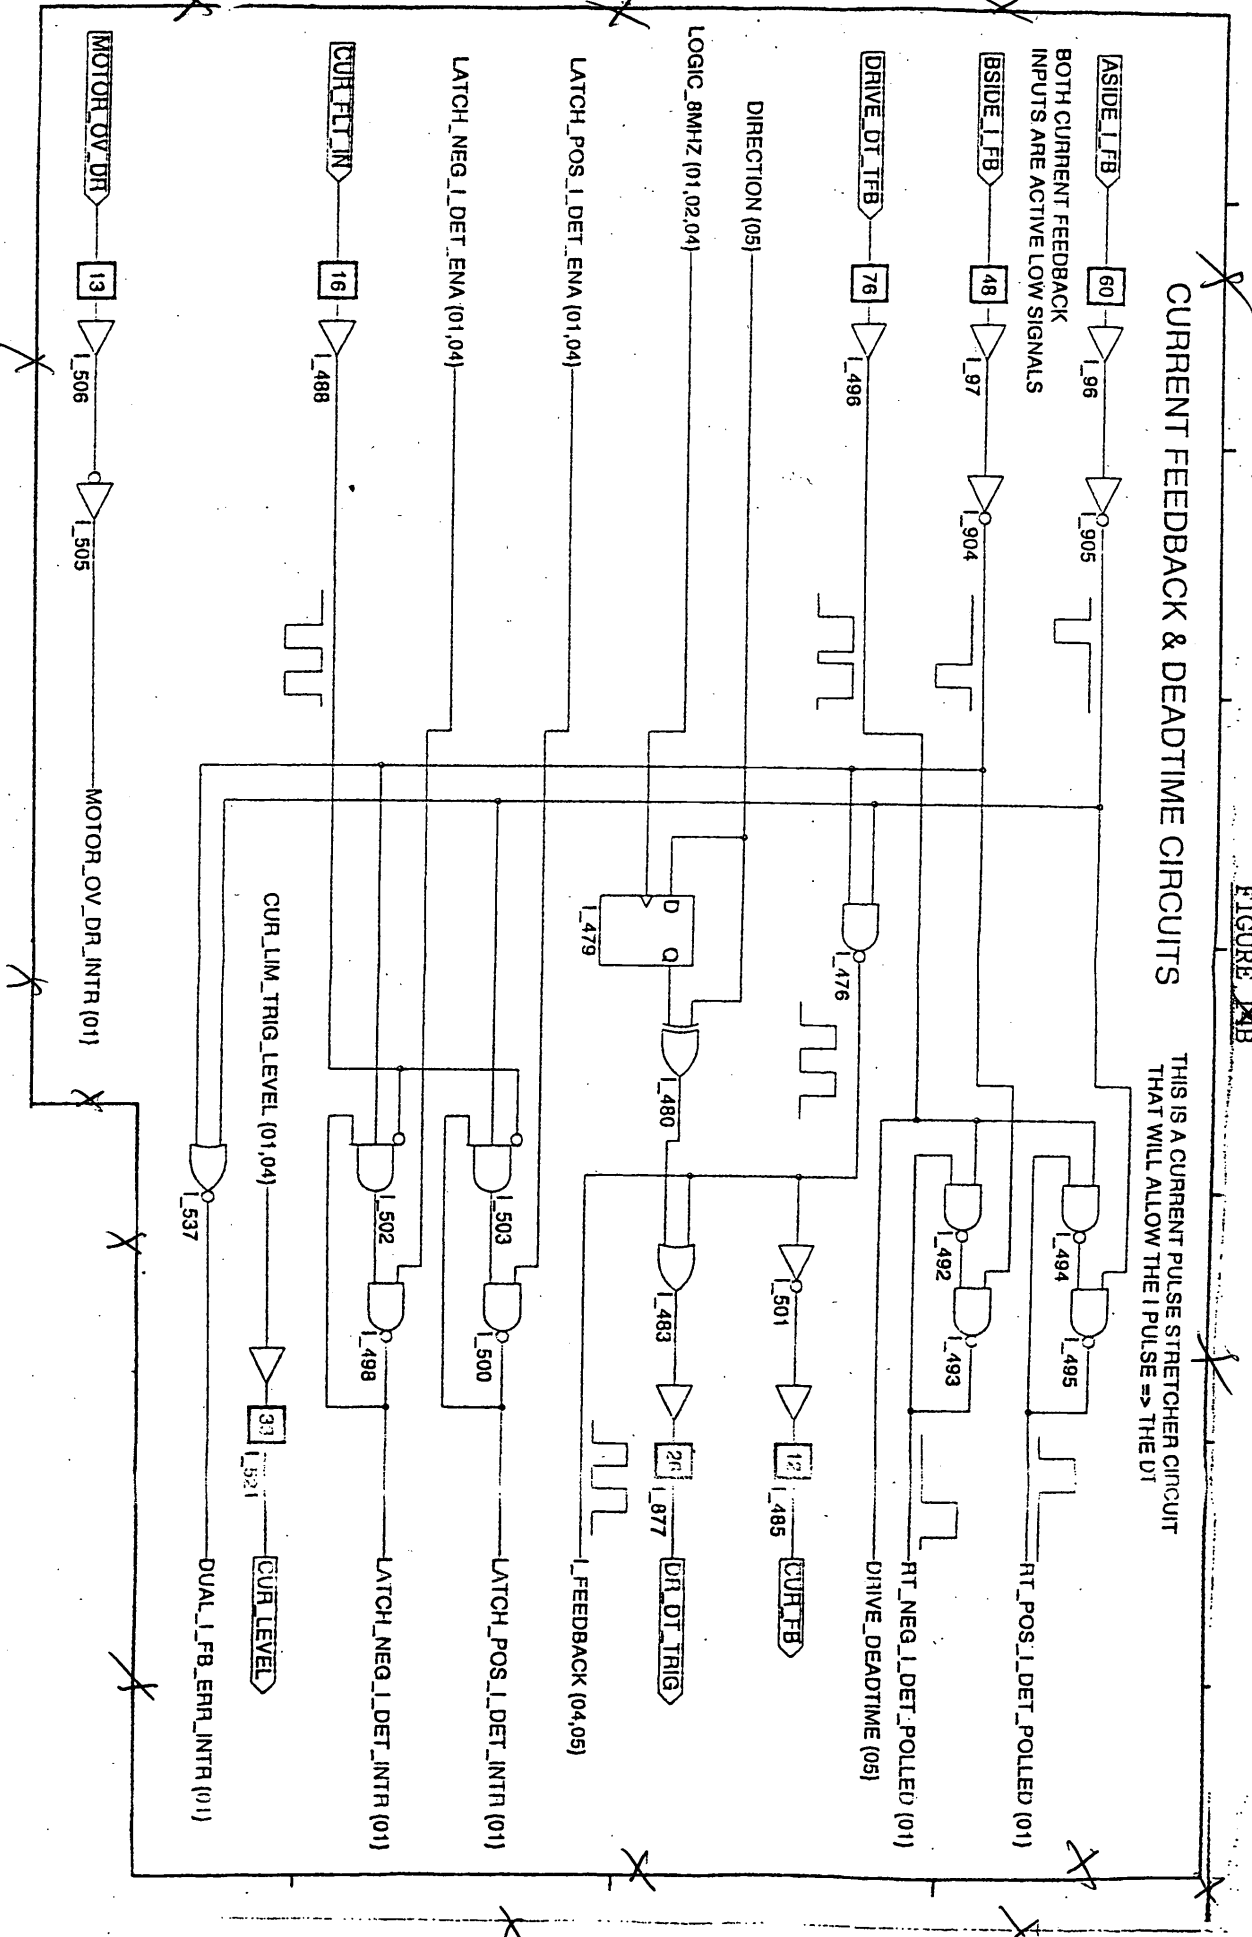 FIGURE 14B
CURRENT FEEDBACK & DEADTIME CIRCUITS
THIS IS A CURRENT PULSE STRETCHER CIRCUIT
THAT WILL ALLOW THE I PULSE => THE DT
ASIDE_I_FB
60
I_96
I_905
I_494
I_495
RT_POS_I_DET_POLLED (01)
BOTH CURRENT FEEDBACK
INPUTS ARE ACTIVE LOW SIGNALS
BSIDE_I_FB
48
I_97
I_904
I_492
I_493
RT_NEG_I_DET_POLLED (01)
DRIVE_DT_TFB
76
I_496
DRIVE_DEADTIME (05)
I_476
I_501
12
I_485
CUR_FB
DIRECTION (05)
LOGIC_8MHZ (01,02,04)
D
Q
I_479
I_480
I_483
26
I_877
DR_DT_TRIG
I_FEEDBACK (04,05)
LATCH_POS_I_DET_ENA (01,04)
I_503
I_500
LATCH_POS_I_DET_INTR (01)
LATCH_NEG_I_DET_ENA (01,04)
I_502
I_498
LATCH_NEG_I_DET_INTR (01)
CUR_FLT_IN
16
I_488
CUR_LIM_TRIG_LEVEL (01,04)
33
I_521
CUR_LEVEL
I_537
DUAL_I_FB_ERR_INTR (01)
MOTOR_OV_DR
13
I_506
I_505
MOTOR_OV_DR_INTR (01)